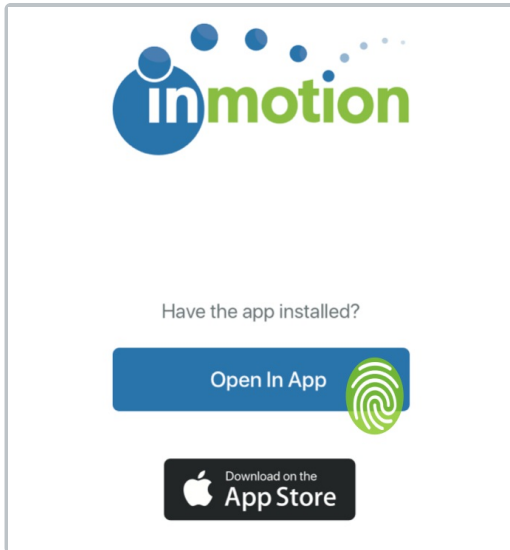 inmotion
Have the app installed?
Open In App
Download on the
App Store